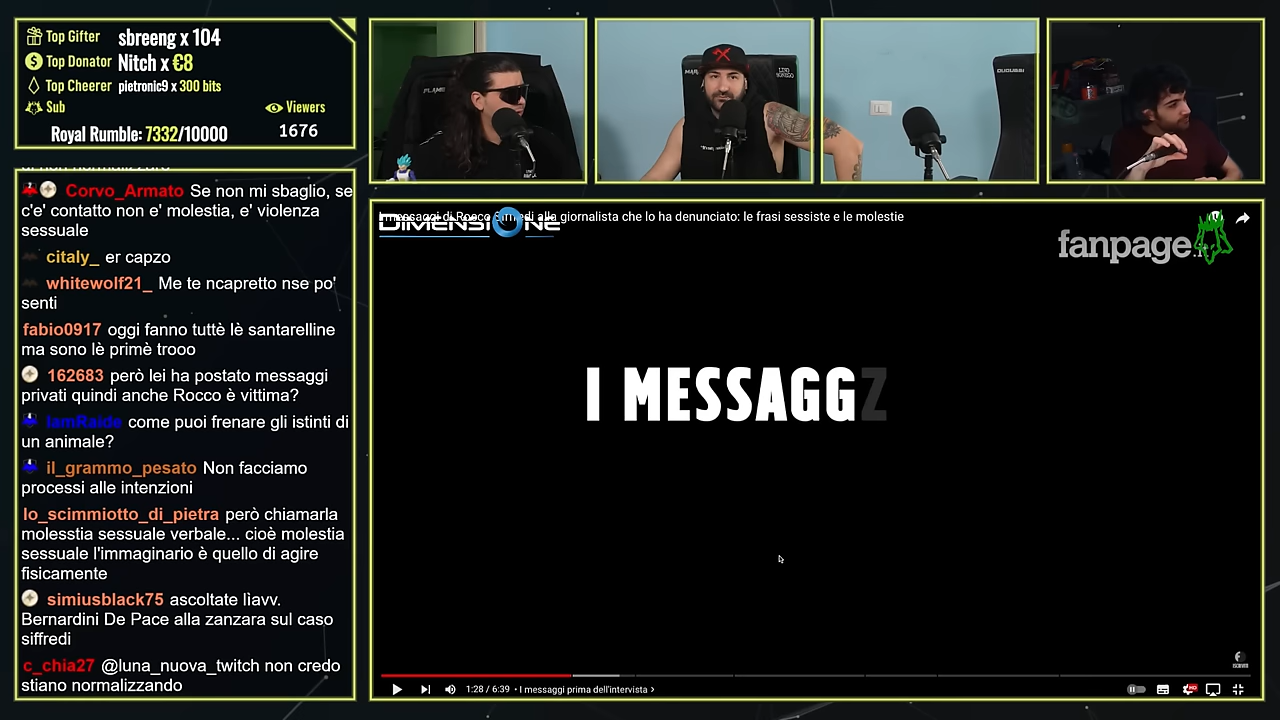 Top Gifter sbreeng x 104
Top Donator Nitch x €8
Top Cheerer pietronic9 x 300 bits
Sub Viewers
Royal Rumble: 7332/10000 1676
Corvo_Armato Se non mi sbaglio, se
c'e' contatto non e' molestia, e' violenza
sessuale
citaly_ er capzo
whitewolf21_ Me te ncapretto nse po'
senti
fabio0917 oggi fanno tuttè lè santarelline
ma sono lè primè trooo
162683 però lei ha postato messaggi
privati quindi anche Rocco è vittima?
IamRaide come puoi frenare gli istinti di
un animale?
il_grammo_pesato Non facciamo
processi alle intenzioni
lo_scimmiotto_di_pietra però chiamarla
molesstia sessuale verbale... cioè molestia
sessuale l'immaginario è quello di agire
fisicamente
simiusblack75 ascoltate lìavv.
Bernardini De Pace alla zanzara sul caso
siffredi
c_chia27 @luna_nuova_twitch non credo
stiano normalizzando
FLAME
DUDUSSI
I messaggi di Rocco Siffredi alla giornalista che lo ha denunciato: le frasi sessiste e le molestie
DIMENSIONE
fanpage
I MESSAGGZ
ISCRIVITI
1:28 / 6:39 • I messaggi prima dell'intervista ›
HD